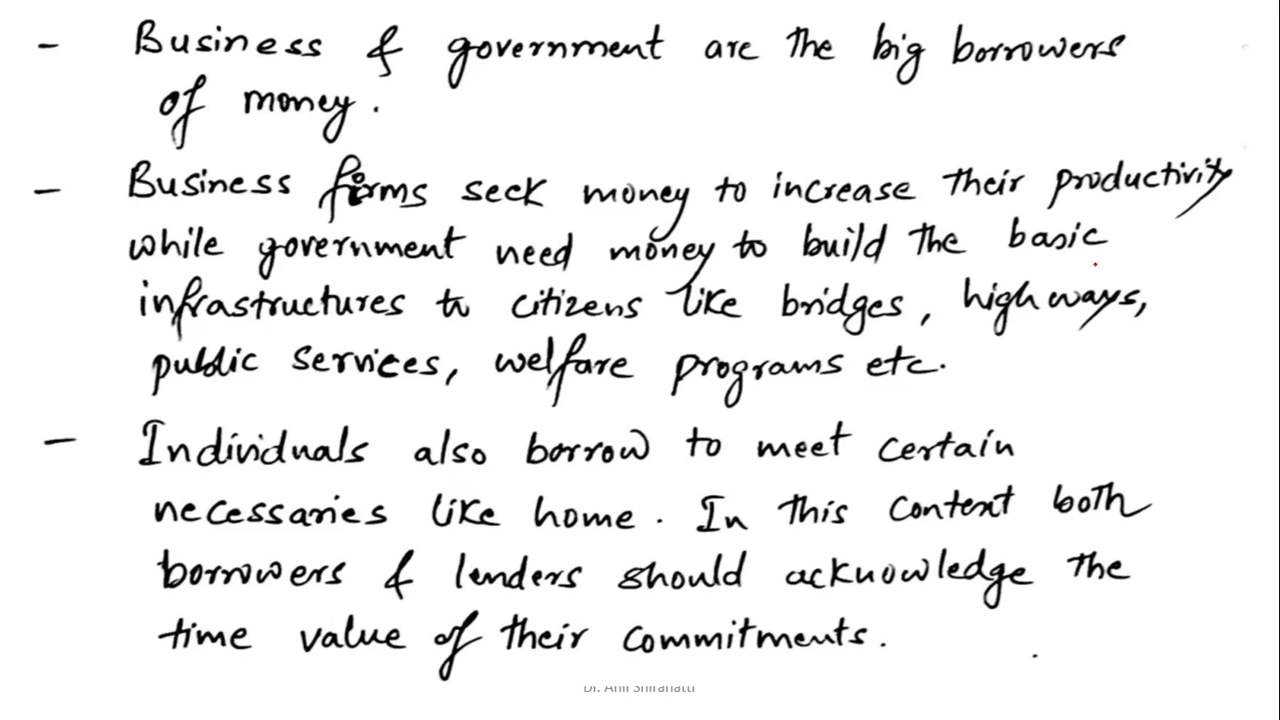 - Business & government are the big borrowers
of money.
- Business firms seek money to increase their productivity
while government need money to build the basic
infrastructures to citizens like bridges, highways,
public services, welfare programs etc.
- Individuals also borrow to meet certain
necessaries like home. In this context both
borrowers & lenders should acknowledge the
time value of their commitments.
Dr. Anil Shirahatti